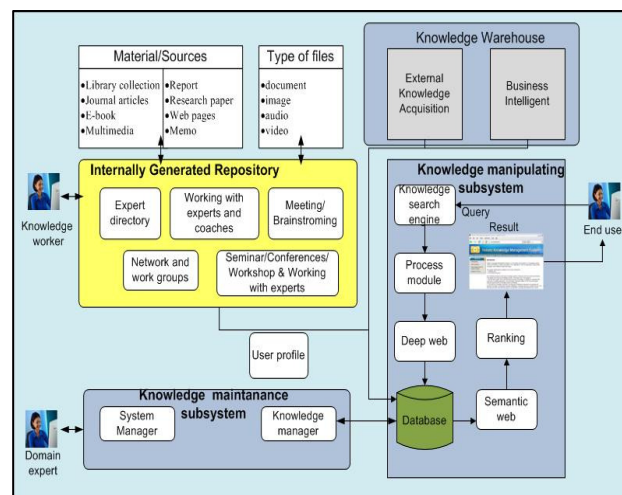 Material/Sources
•Library collection
•Journal articles
•E-book
•Multimedia
•Report
•Research paper
•Web pages
•Memo
Type of files
•document
•image
•audio
•video
Knowledge Warehouse
External
Knowledge
Acquisition
Business
Intelligent
Internally Generated Repository
Expert
directory
Working with
experts and
coaches
Meeting/
Brainstroming
Network and
work groups
Seminar/Conferences/
Workshop & Working
with experts
Knowledge
worker
User profile
Knowledge manipulating
subsystem
Knowledge
search engine
Query
Result
End use
Process
module
Deep web
Ranking
Semantic
web
Database
Knowledge maintanance
subsystem
System
Manager
Knowledge
manager
Domain
expert